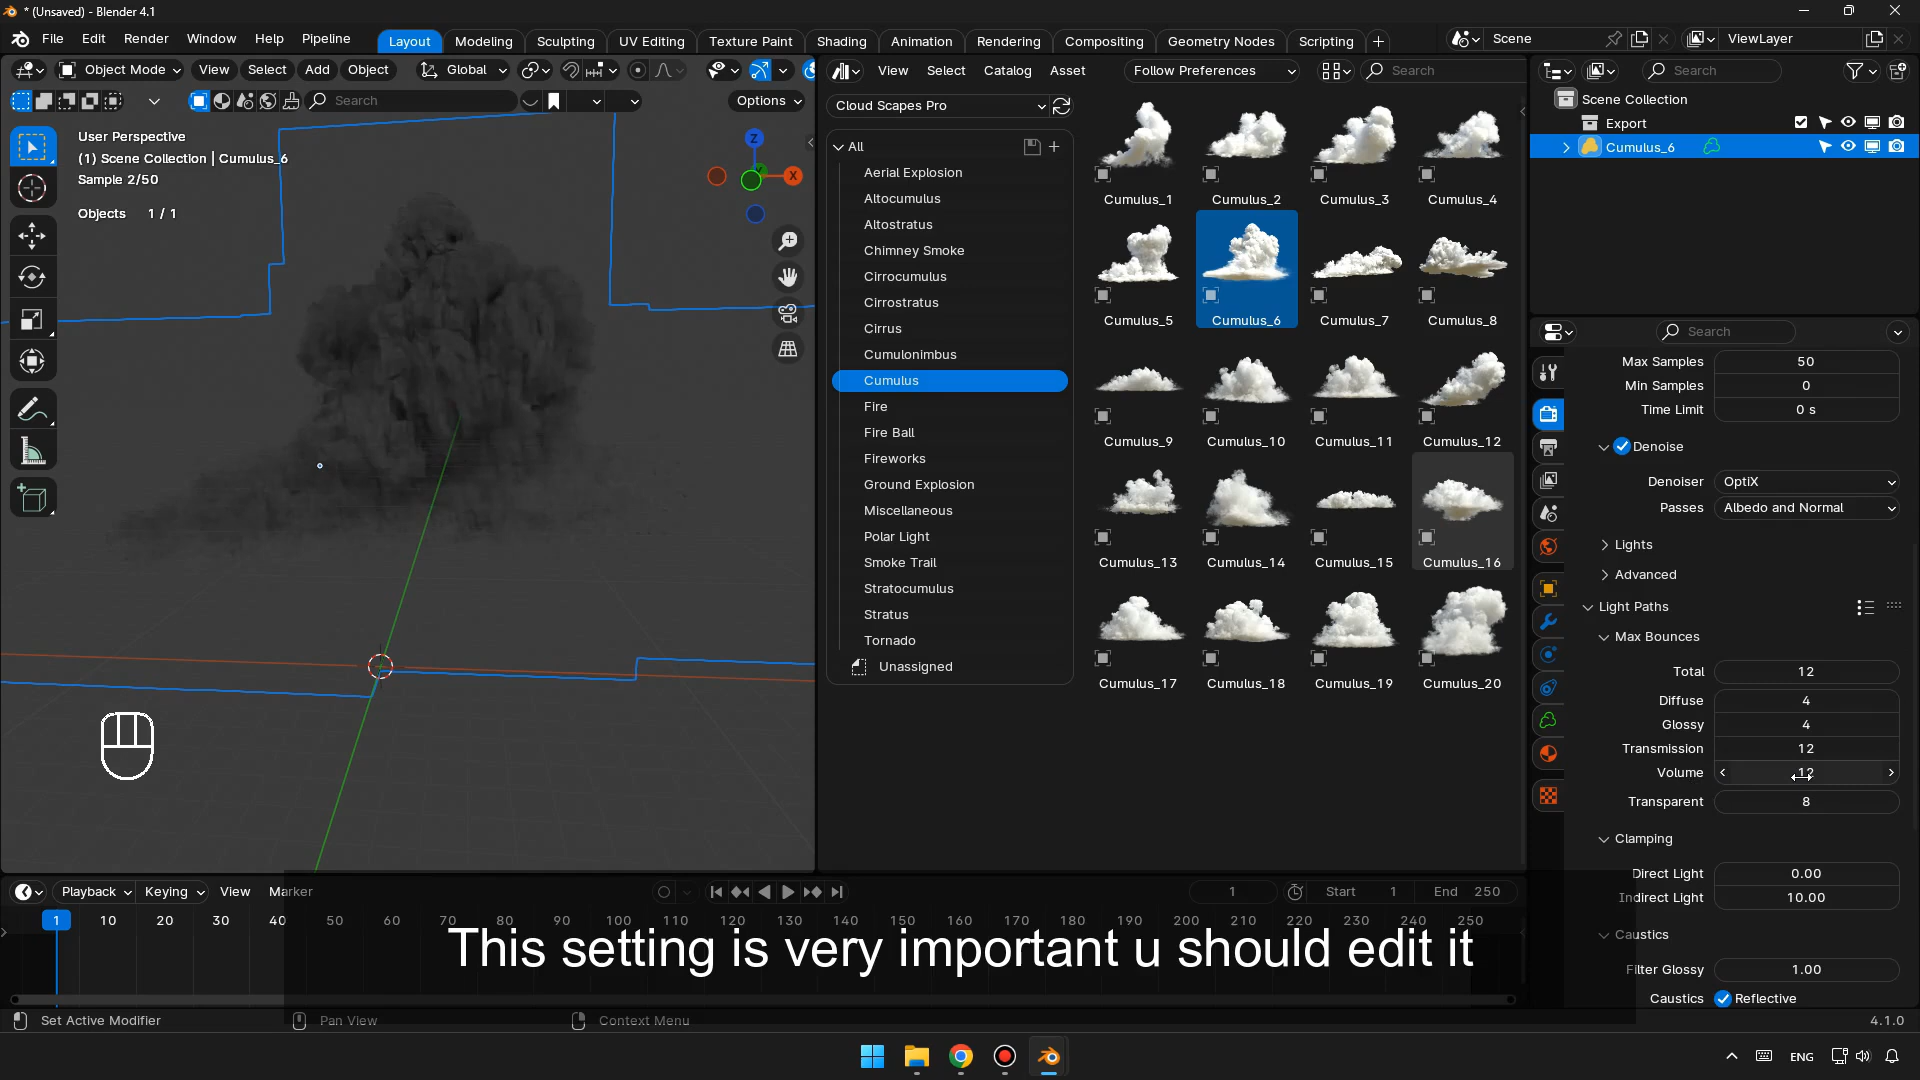 * (Unsaved) - Blender 4.1
File Edit Render Window Help Pipeline
Layout Modeling Sculpting UV Editing Texture Paint Shading Animation Rendering Compositing Geometry Nodes Scripting +
Scene
ViewLayer
Object Mode View Select Add Object Global
View Select Catalog Asset Follow Preferences Search
Search
Search Options
Cloud Scapes Pro
User Perspective
(1) Scene Collection | Cumulus_6
Sample 2/50
Objects 1 / 1
Z
X
All
Aerial Explosion
Altocumulus
Altostratus
Chimney Smoke
Cirrocumulus
Cirrostratus
Cirrus
Cumulonimbus
Cumulus
Fire
Fire Ball
Fireworks
Ground Explosion
Miscellaneous
Polar Light
Smoke Trail
Stratocumulus
Stratus
Tornado
Unassigned
Cumulus_1 Cumulus_2 Cumulus_3 Cumulus_4
Cumulus_5 Cumulus_6 Cumulus_7 Cumulus_8
Cumulus_9 Cumulus_10 Cumulus_11 Cumulus_12
Cumulus_13 Cumulus_14 Cumulus_15 Cumulus_16
Cumulus_17 Cumulus_18 Cumulus_19 Cumulus_20
Scene Collection
Export
Cumulus_6
Search
Max Samples 50
Min Samples 0
Time Limit 0 s
Denoise
Denoiser OptiX
Passes Albedo and Normal
Lights
Advanced
Light Paths
Max Bounces
Total 12
Diffuse 4
Glossy 4
Transmission 12
Volume 12
Transparent 8
Clamping
Direct Light 0.00
Indirect Light 10.00
Caustics
Filter Glossy 1.00
Caustics Reflective
Playback Keying View Marker
1 Start 1 End 250
1 10 20 30 40 50 60 70 80 90 100 110 120 130 140 150 160 170 180 190 200 210 220 230 240 250
This setting is very important u should edit it
Set Active Modifier Pan View Context Menu
4.1.0
ENG